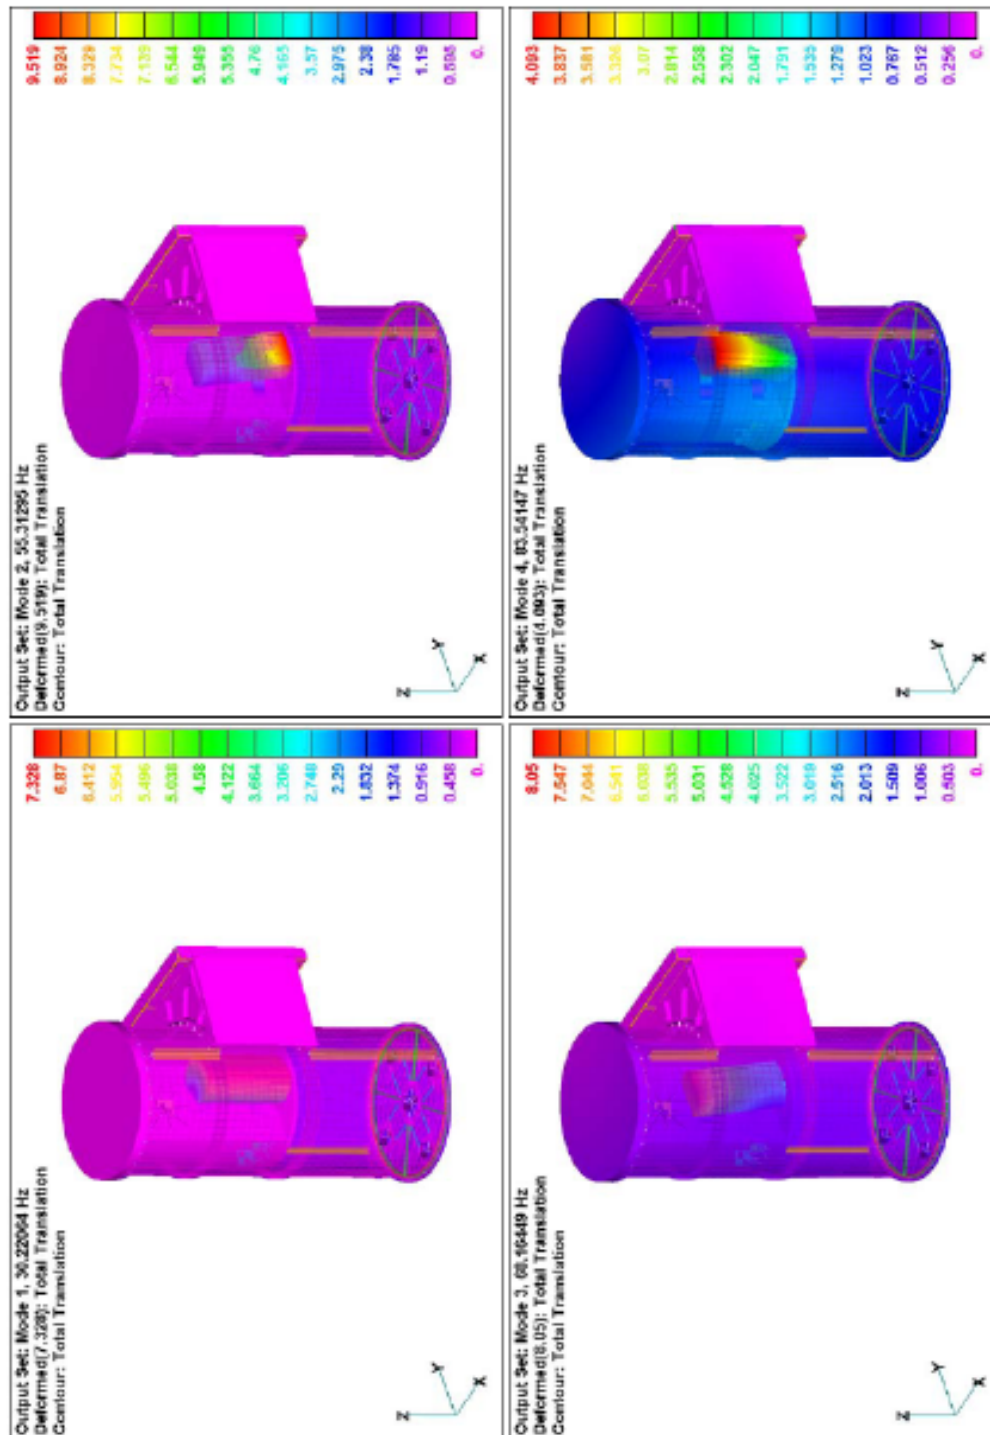 Output Set: Mode 1, Hz
Deformed(7.328): Total Translation
Contour: Total Translation
7.328
6.87
6.412
5.954
5.496
5.038
4.58
4.122
3.664
3.206
2.748
2.29
1.832
1.374
0.916
0.458
0.
Z
Y
X
Output Set: Mode 2, 55.31295 Hz
Deformed(9.519): Total Translation
Contour: Total Translation
9.519
8.924
8.329
7.734
7.139
6.544
5.949
5.355
4.76
4.165
3.57
2.975
2.38
1.785
1.19
0.595
0.
Z
Y
X
Output Set: Mode 3, 68.16449 Hz
Deformed(8.05): Total Translation
Contour: Total Translation
8.05
7.547
7.044
6.541
6.038
5.535
5.031
4.528
4.025
3.522
3.019
2.516
2.013
1.509
1.006
0.503
0.
Z
Y
X
Output Set: Mode 4, 83.54147 Hz
Deformed(4.093): Total Translation
Contour: Total Translation
4.093
3.837
3.581
3.326
3.07
2.814
2.558
2.302
2.047
1.791
1.535
1.279
1.023
0.767
0.512
0.256
0.
Z
Y
X